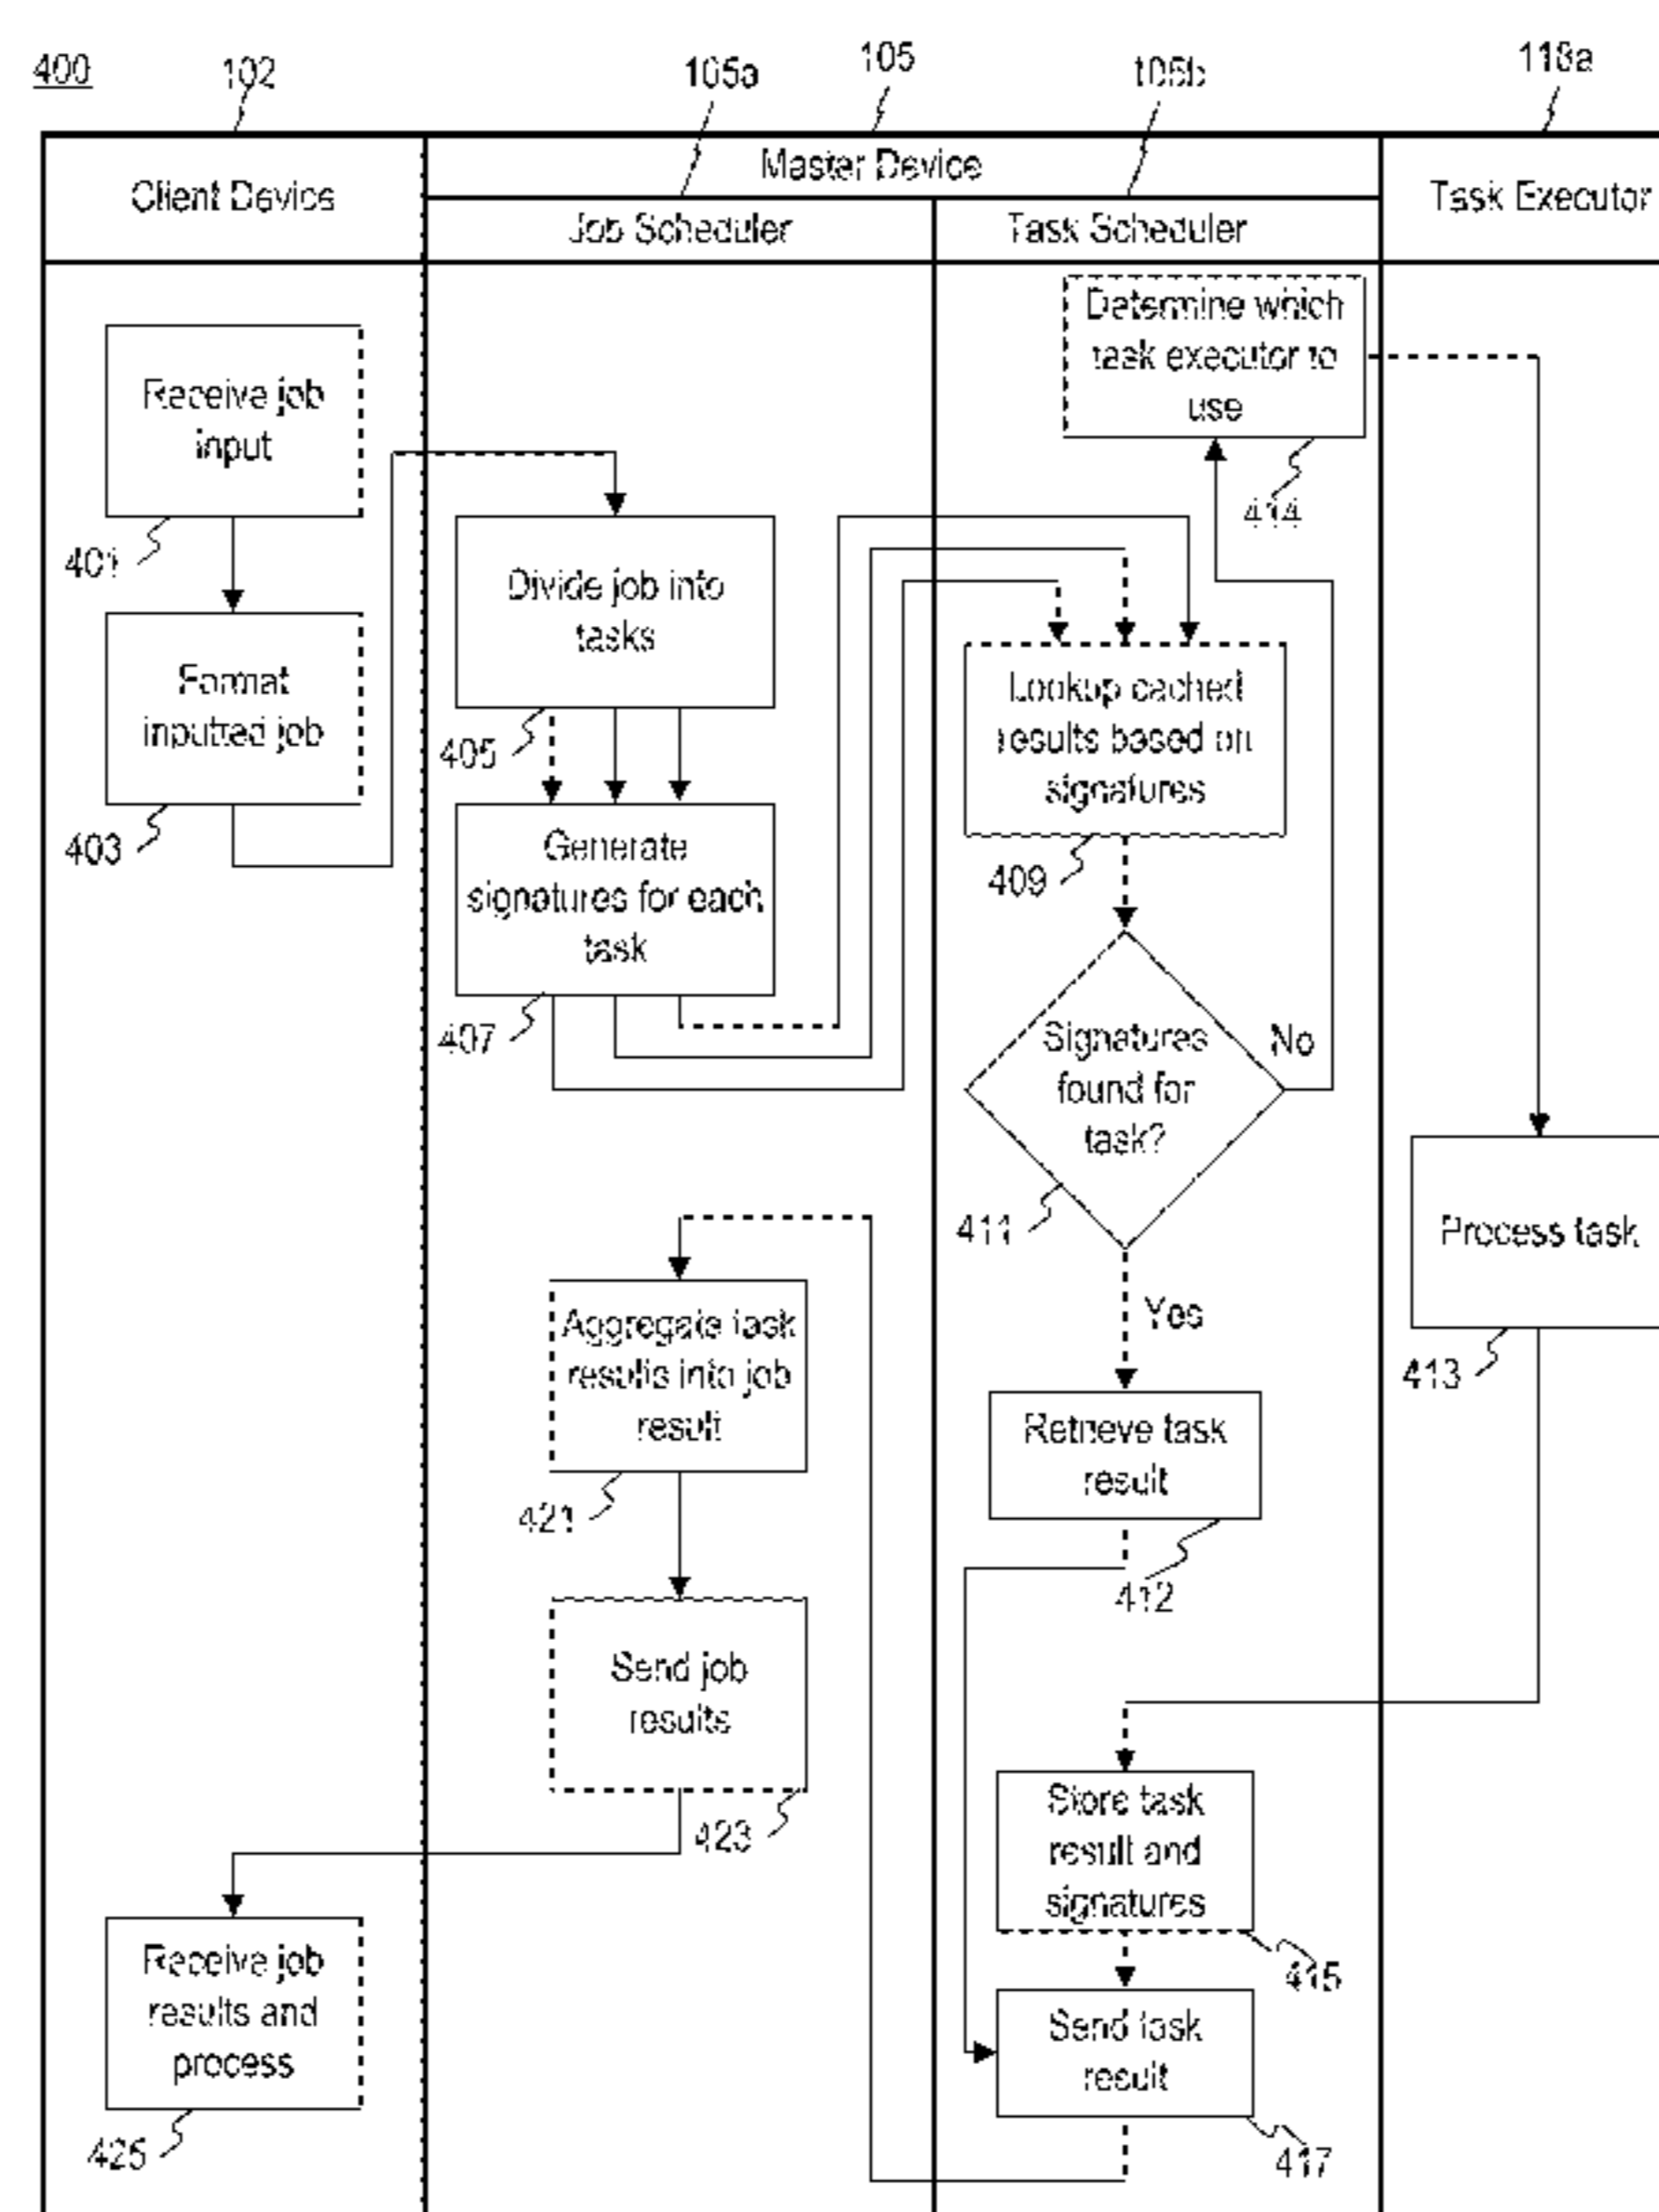 400
102
105a
105
105b
118a
Client Device
Master Device
Task Executor
Job Scheduler
Task Scheduler
Determine which
task executor to
use
414
Receive job
input
401
Format
inputted job
403
Divide job into
tasks
405
Generate
signatures for each
task
407
Lookup cached
results based on
signatures
409
Signatures
found for
task?
No
411
Yes
Process task
413
Aggregate task
results into job
result
421
Retrieve task
result
412
Send job
results
423
Store task
result and
signatures
415
Receive job
results and
process
425
Send task
result
417